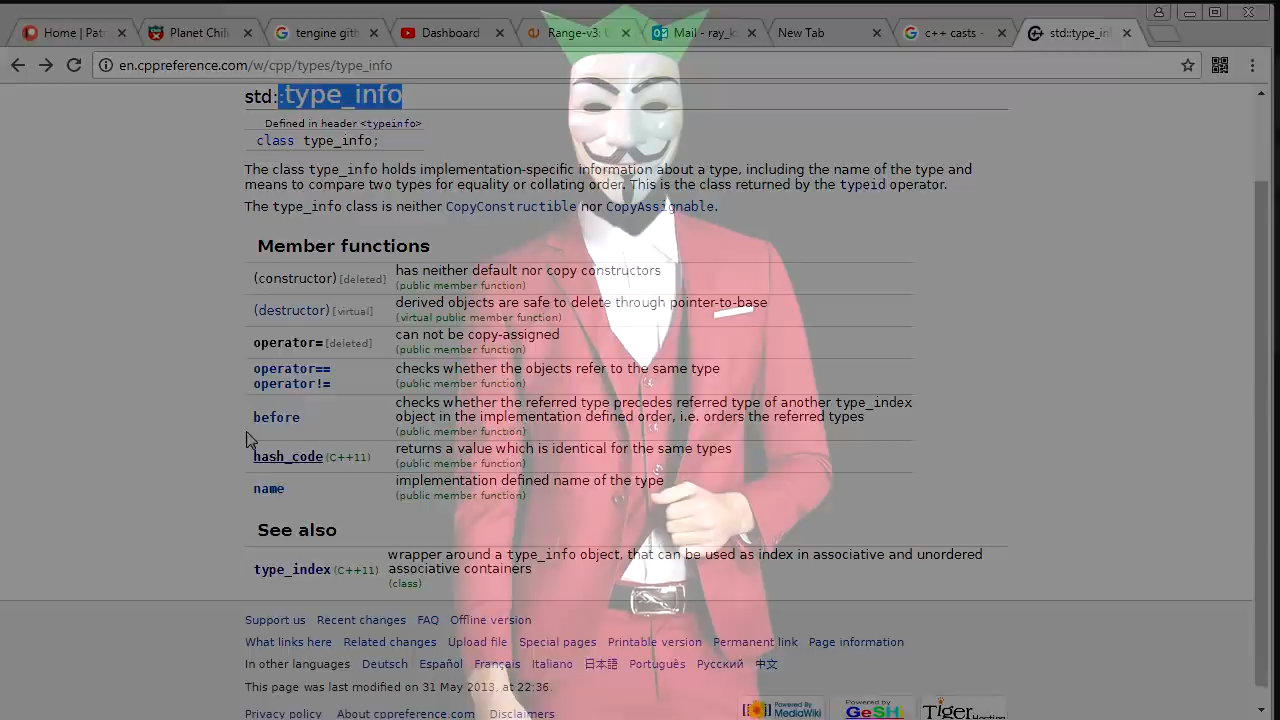 Home | Pat
Planet Chili
tengine gith
Dashboard
Range-v3: U
Mail - ray_k
New Tab
c++ casts -
std::type_inf
en.cppreference.com/w/cpp/types/type_info
std::type_info
Defined in header <typeinfo>
class type_info;
The class type_info holds implementation-specific information about a type, including the name of the type and
means to compare two types for equality or collating order. This is the class returned by the typeid operator.
The type_info class is neither CopyConstructible nor CopyAssignable.
Member functions
(constructor) [deleted] has neither default nor copy constructors
(public member function)
(destructor) [virtual] derived objects are safe to delete through pointer-to-base
(virtual public member function)
operator= [deleted] can not be copy-assigned
(public member function)
operator==
operator!=
checks whether the objects refer to the same type
(public member function)
before
checks whether the referred type precedes referred type of another type_index
object in the implementation defined order, i.e. orders the referred types
(public member function)
hash_code (C++11) returns a value which is identical for the same types
(public member function)
name implementation defined name of the type
(public member function)
See also
type_index (C++11) wrapper around a type_info object, that can be used as index in associative and unordered
associative containers
(class)
Support us Recent changes FAQ Offline version
What links here Related changes Upload file Special pages Printable version Permanent link Page information
In other languages Deutsch Español Français Italiano 日本語 Português Русский 中文
This page was last modified on 31 May 2013, at 22:36.
Privacy policy About cppreference.com Disclaimers
Powered by MediaWiki
Powered by GeSHi
Tiger Hosting